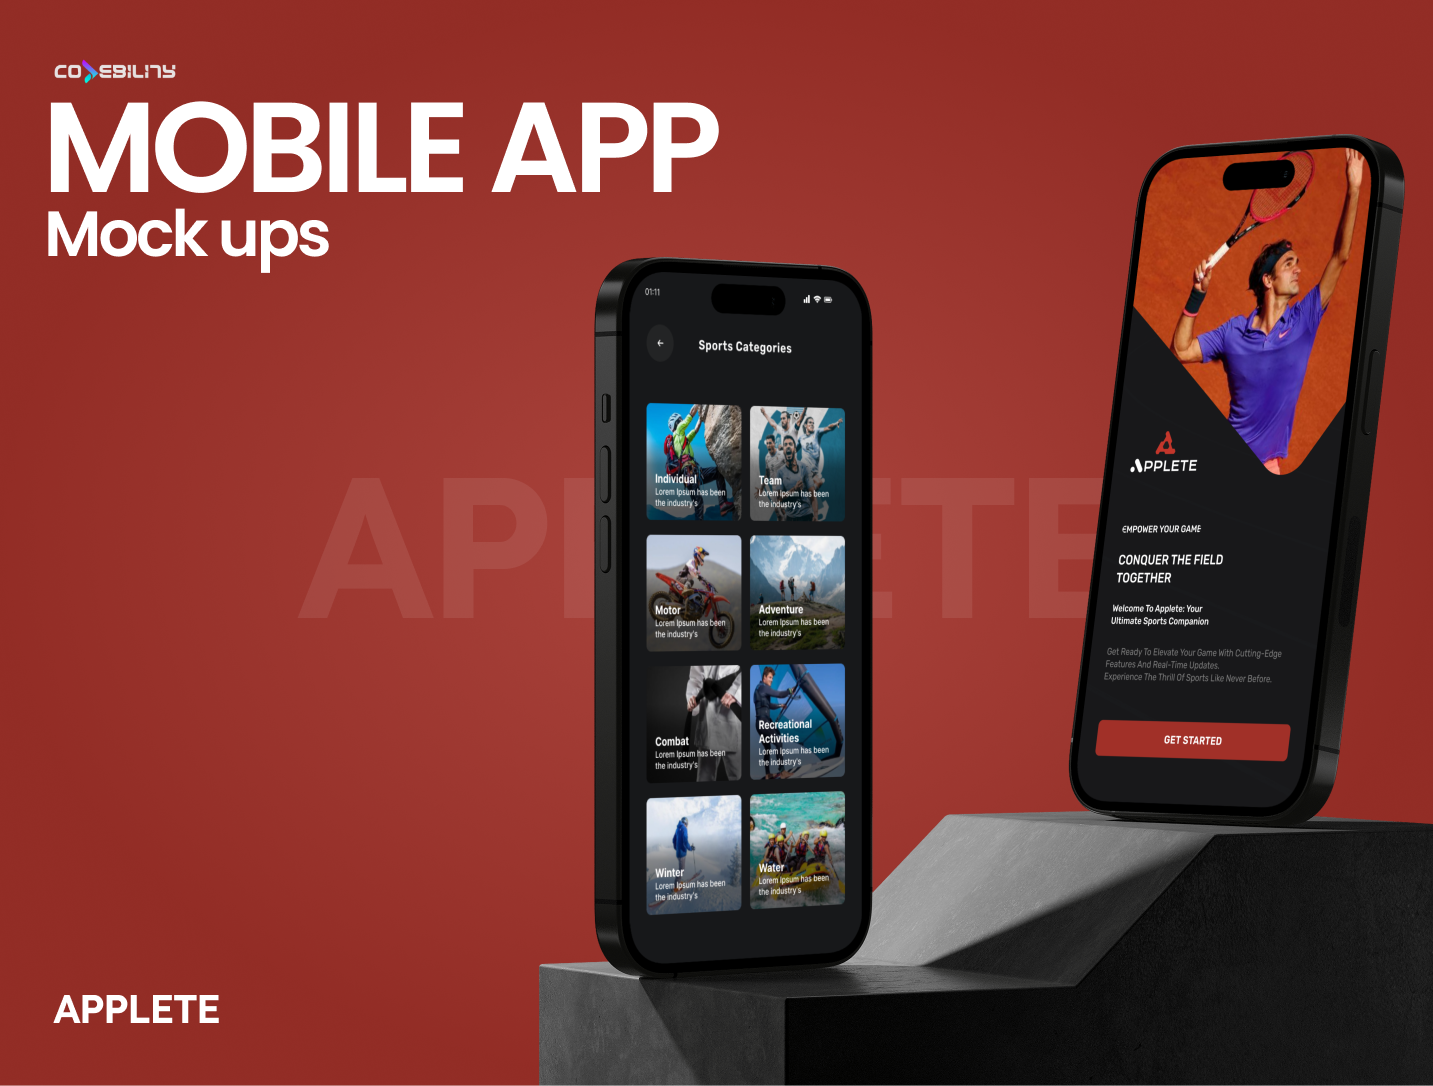 CODEBILITY
MOBILE APP
Mock ups
01:11
Sports Categories
Individual
Lorem Ipsum has been
the industry's
Team
Lorem Ipsum has been
the industry's
Motor
Lorem Ipsum has been
the industry's
Adventure
Lorem Ipsum has been
the industry's
Combat
Lorem Ipsum has been
the industry's
Recreational
Activities
Lorem Ipsum has been
the industry's
Winter
Lorem Ipsum has been
the industry's
Water
Lorem Ipsum has been
the industry's
APPLETE
EMPOWER YOUR GAME
CONQUER THE FIELD
TOGETHER
Welcome To Applete: Your
Ultimate Sports Companion
Get Ready To Elevate Your Game With Cutting-Edge
Features And Real-Time Updates.
Experience The Thrill Of Sports Like Never Before.
GET STARTED
APPLETE
APPLETE